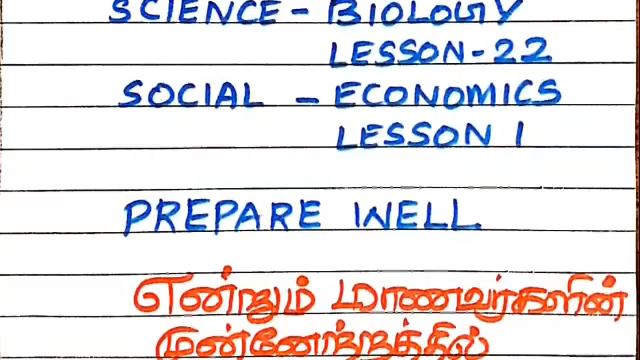 SCIENCE - BIOLOGY
LESSON-22
SOCIAL - ECONOMICS
LESSON 1
PREPARE WELL
என்றும் மாணவர்களின்
முன்னேற்றத்தில்